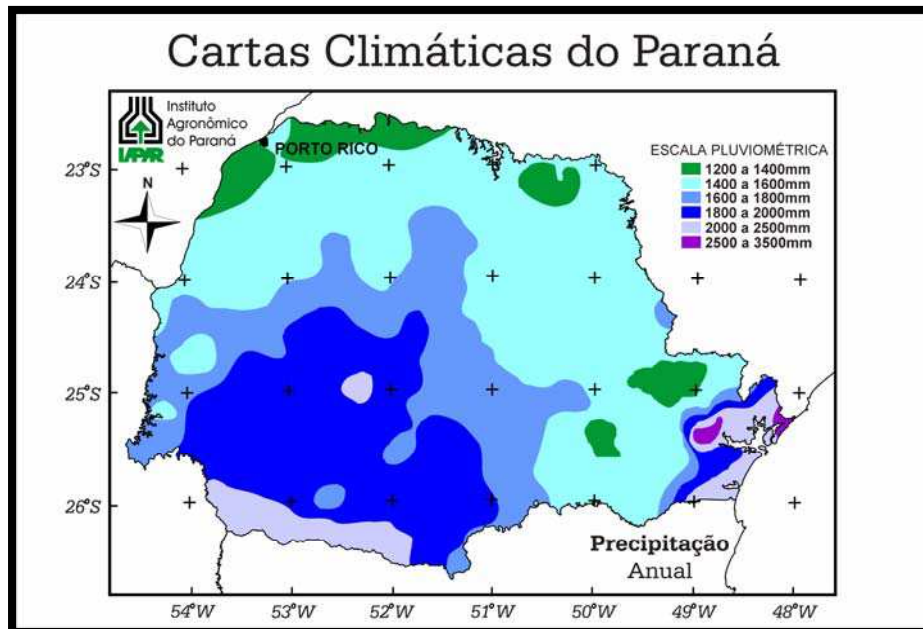 Cartas Climáticas do Paraná
Instituto
Agronômico
do Paraná
IAPAR
PORTO RICO
N
ESCALA PLUVIOMÉTRICA
1200 a 1400mm
1400 a 1600mm
1600 a 1800mm
1800 a 2000mm
2000 a 2500mm
2500 a 3500mm
23°S
24°S
25°S
26°S
Precipitação
Anual
54°W 53°W 52°W 51°W 50°W 49°W 48°W